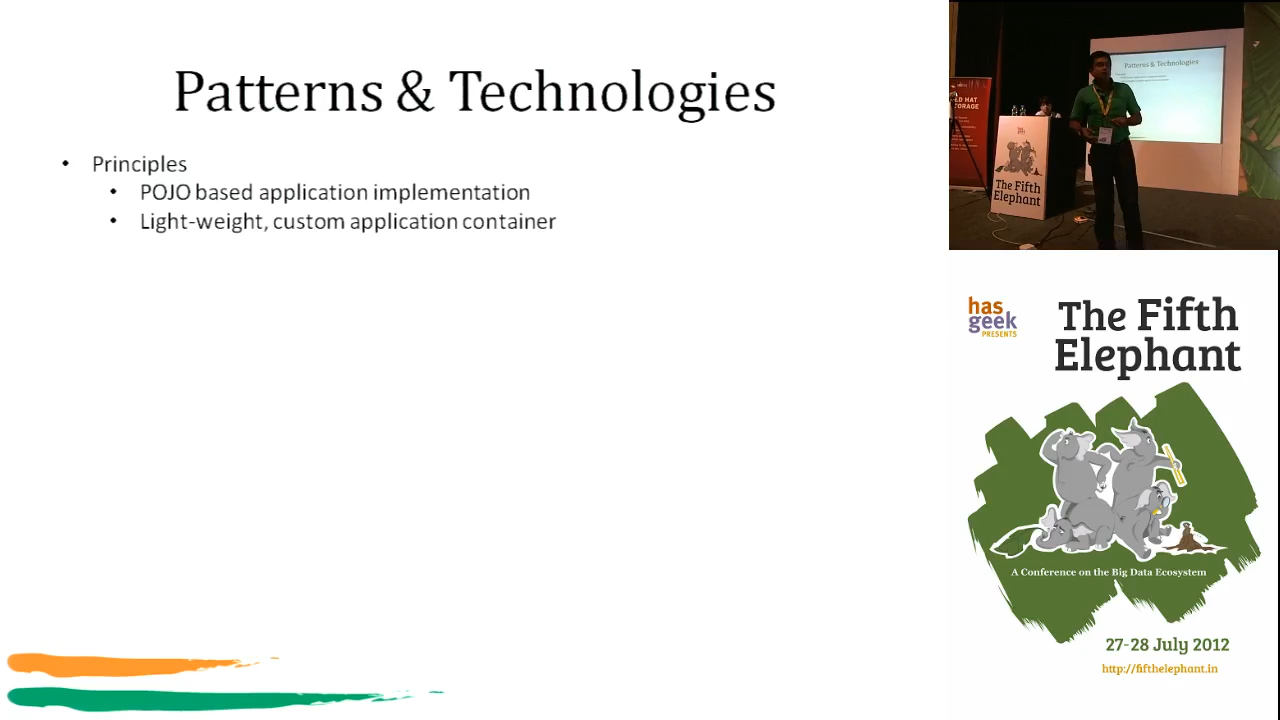 Patterns & Technologies
• Principles
• POJO based application implementation
• Light-weight, custom application container
Patterns & Technologies
The Fifth
Elephant
has
geek
PRESENTS
The Fifth
Elephant
A Conference on the Big Data Ecosystem
27-28 July 2012
http://fifthelephant.in